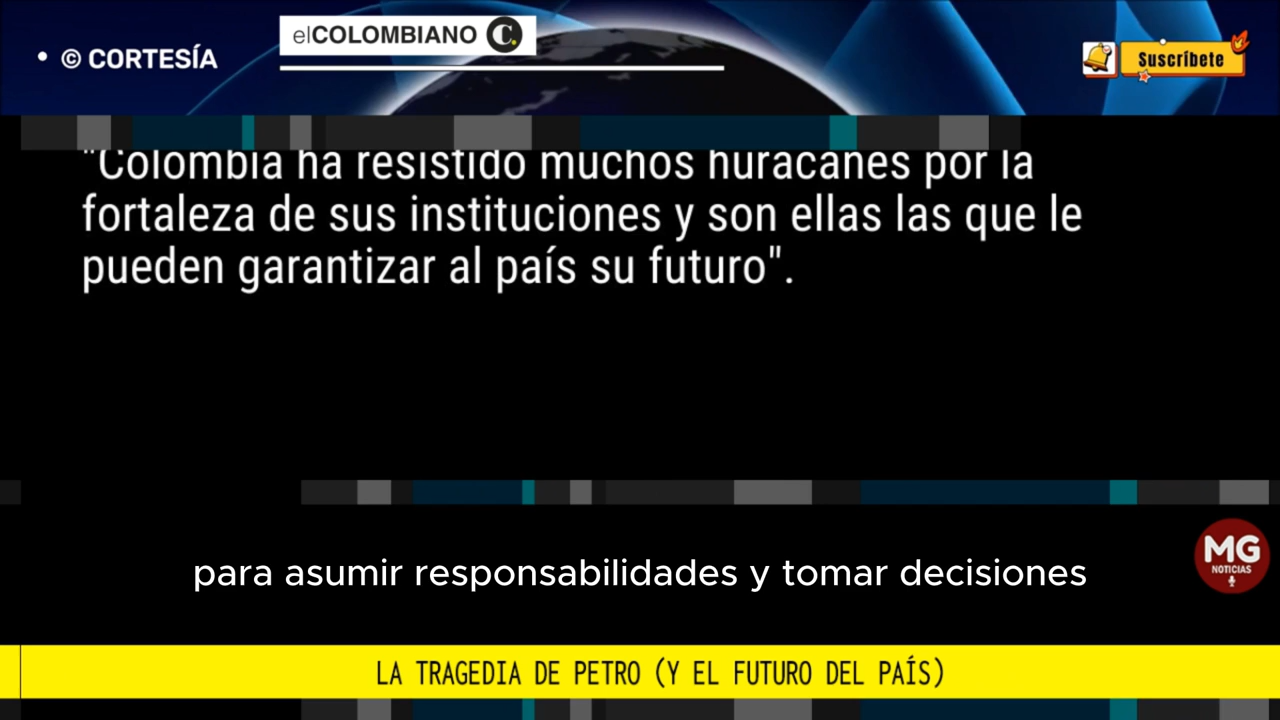 • © CORTESÍA
elCOLOMBIANO C.
Suscríbete
"Colombia ha resistido muchos huracanes por la
fortaleza de sus instituciones y son ellas las que le
pueden garantizar al país su futuro".
MG
NOTICIAS
para asumir responsabilidades y tomar decisiones
LA TRAGEDIA DE PETRO (Y EL FUTURO DEL PAÍS)